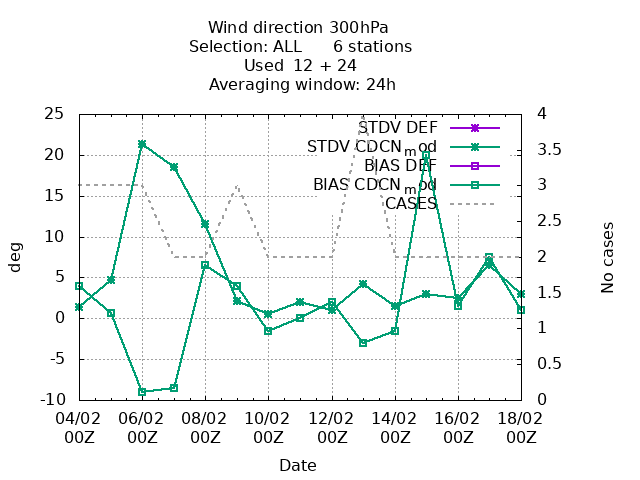 Wind direction 300hPa
Selection: ALL 6 stations
Used 12 + 24
Averaging window: 24h
25
20
15
10
5
0
-5
-10
deg
4
3.5
3
2.5
2
1.5
1
0.5
0
No cases
STDV DEF
STDV CDCN_mod
BIAS DEF
BIAS CDCN_mod
CASES
04/02 06/02 08/02 10/02 12/02 14/02 16/02 18/02
00Z 00Z 00Z 00Z 00Z 00Z 00Z 00Z
Date